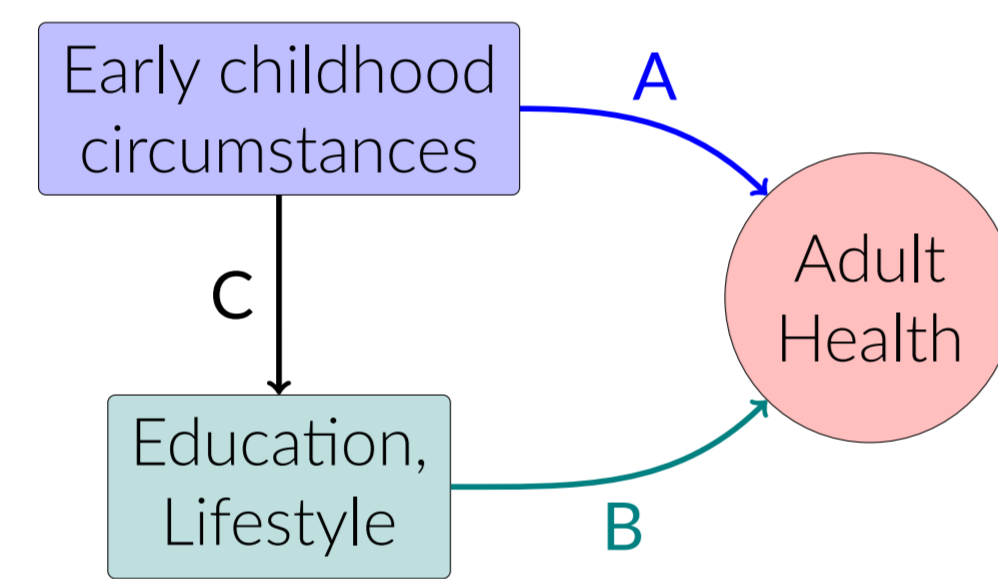 Early childhood
circumstances
A
C
Adult
Health
Education,
Lifestyle
B